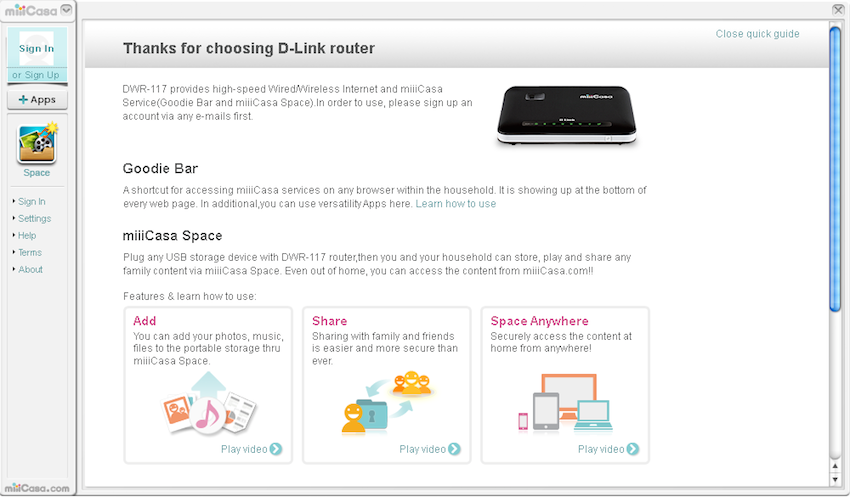 miiiCasa
Sign In
or Sign Up
+ Apps
Space
Sign In
Settings
Help
Terms
About
miiiCasa.com
Close quick guide
Thanks for choosing D-Link router
DWR-117 provides high-speed Wired/Wireless Internet and miiiCasa
Service(Goodie Bar and miiiCasa Space).In order to use, please sign up an
account via any e-mails first.
miiiCasa
D-Link
Goodie Bar
A shortcut for accessing miiiCasa services on any browser within the household. It is showing up at the bottom of
every web page. In additional,you can use versatility Apps here. Learn how to use
miiiCasa Space
Plug any USB storage device with DWR-117 router,then you and your household can store, play and share any
family content via miiiCasa Space. Even out of home, you can access the content from miiiCasa.com!!
Features & learn how to use:
Add
You can add your photos, music,
files to the portable storage thru
miiiCasa Space.
Play video
Share
Sharing with family and friends
is easier and more secure than
ever.
Play video
Space Anywhere
Securely access the content at
home from anywhere!
Play video